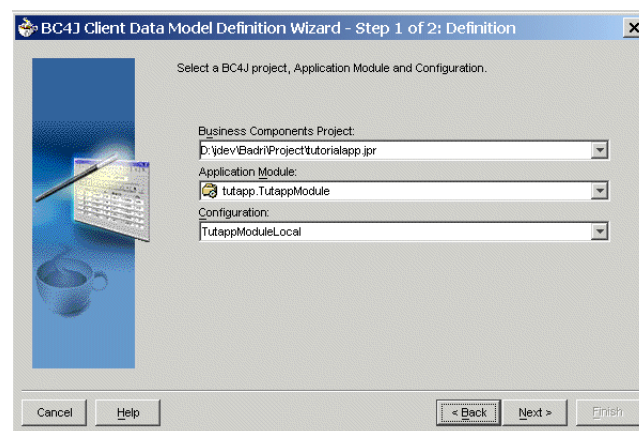 BC4J Client Data Model Definition Wizard - Step 1 of 2: Definition
Select a BC4J project, Application Module and Configuration.
Business Components Project:
D:\jdev\Badri\Project\tutorialapp.jpr
Application Module:
tutapp.TutappModule
Configuration:
TutappModuleLocal
Cancel Help < Back Next > Finish